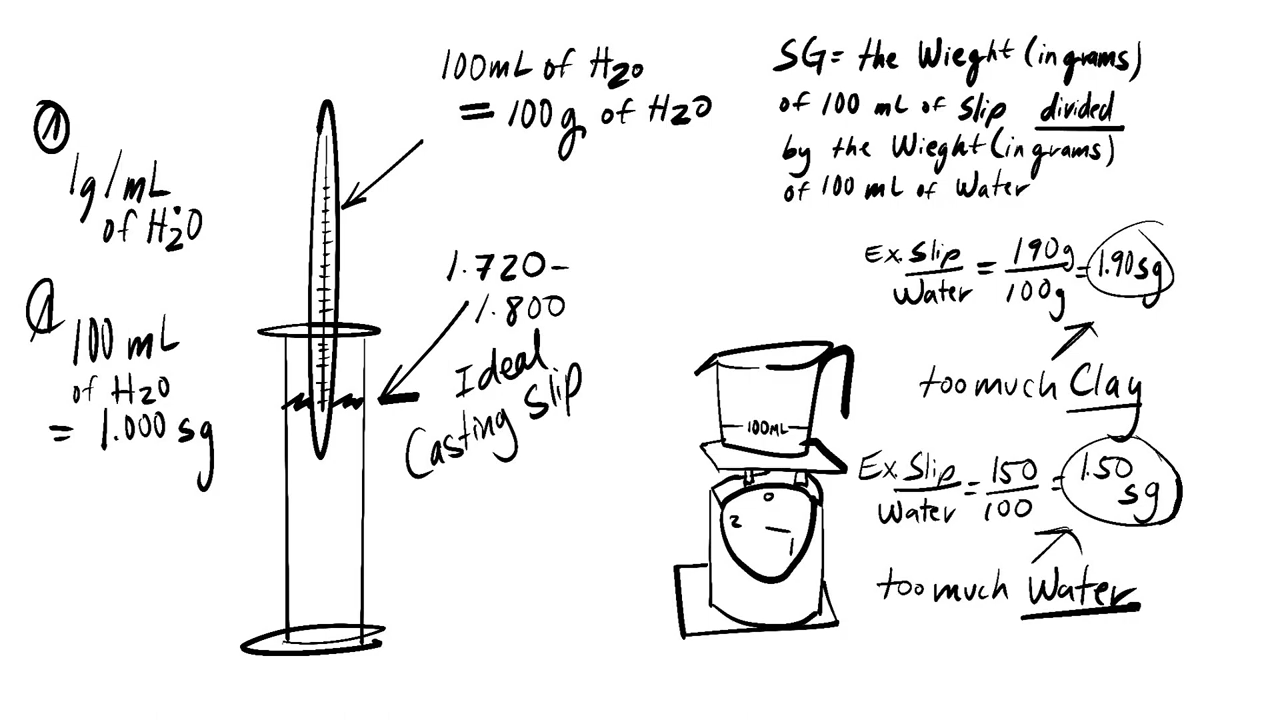 1
1g/mL
of H2O
1
100 mL
of H2O
= 1.000 sg
100mL of H2O
= 100g of H2O
1.720-
1.800
Ideal
Casting Slip
SG= the Wieght (in grams)
of 100 mL of Slip divided
by the Wieght (in grams)
of 100 mL of Water
Ex. Slip / Water = 190g / 100g = 1.90sg
too much Clay
100ML
0
2
1
Ex. Slip / Water = 150 / 100 = 1.50 sg
too much Water